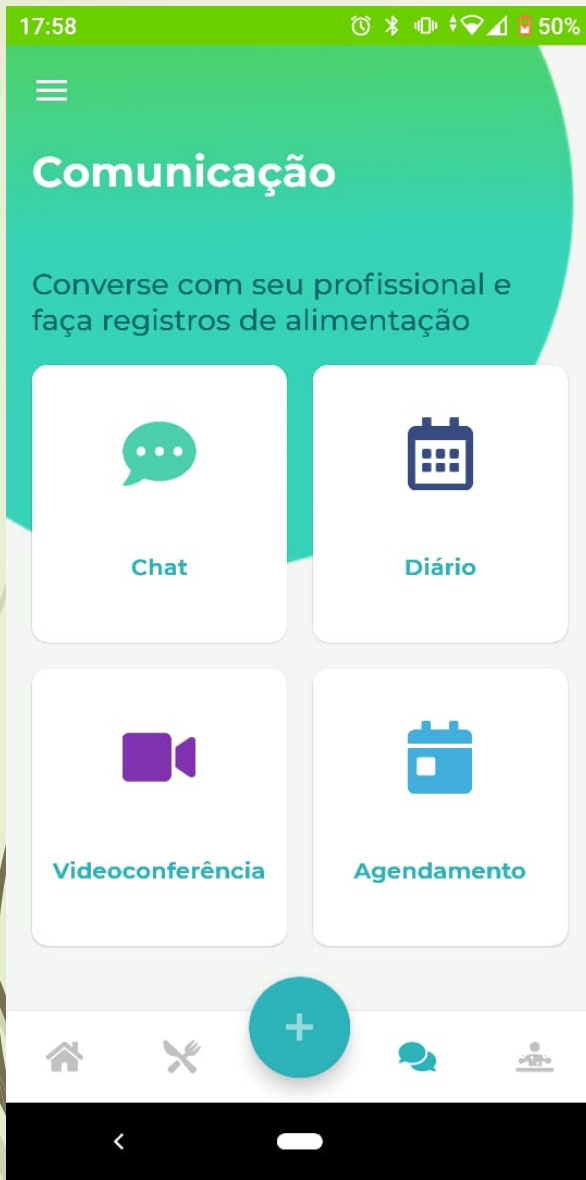 17:58
50%
Comunicação
Converse com seu profissional e
faça registros de alimentação
Chat
Diário
Videoconferência
Agendamento